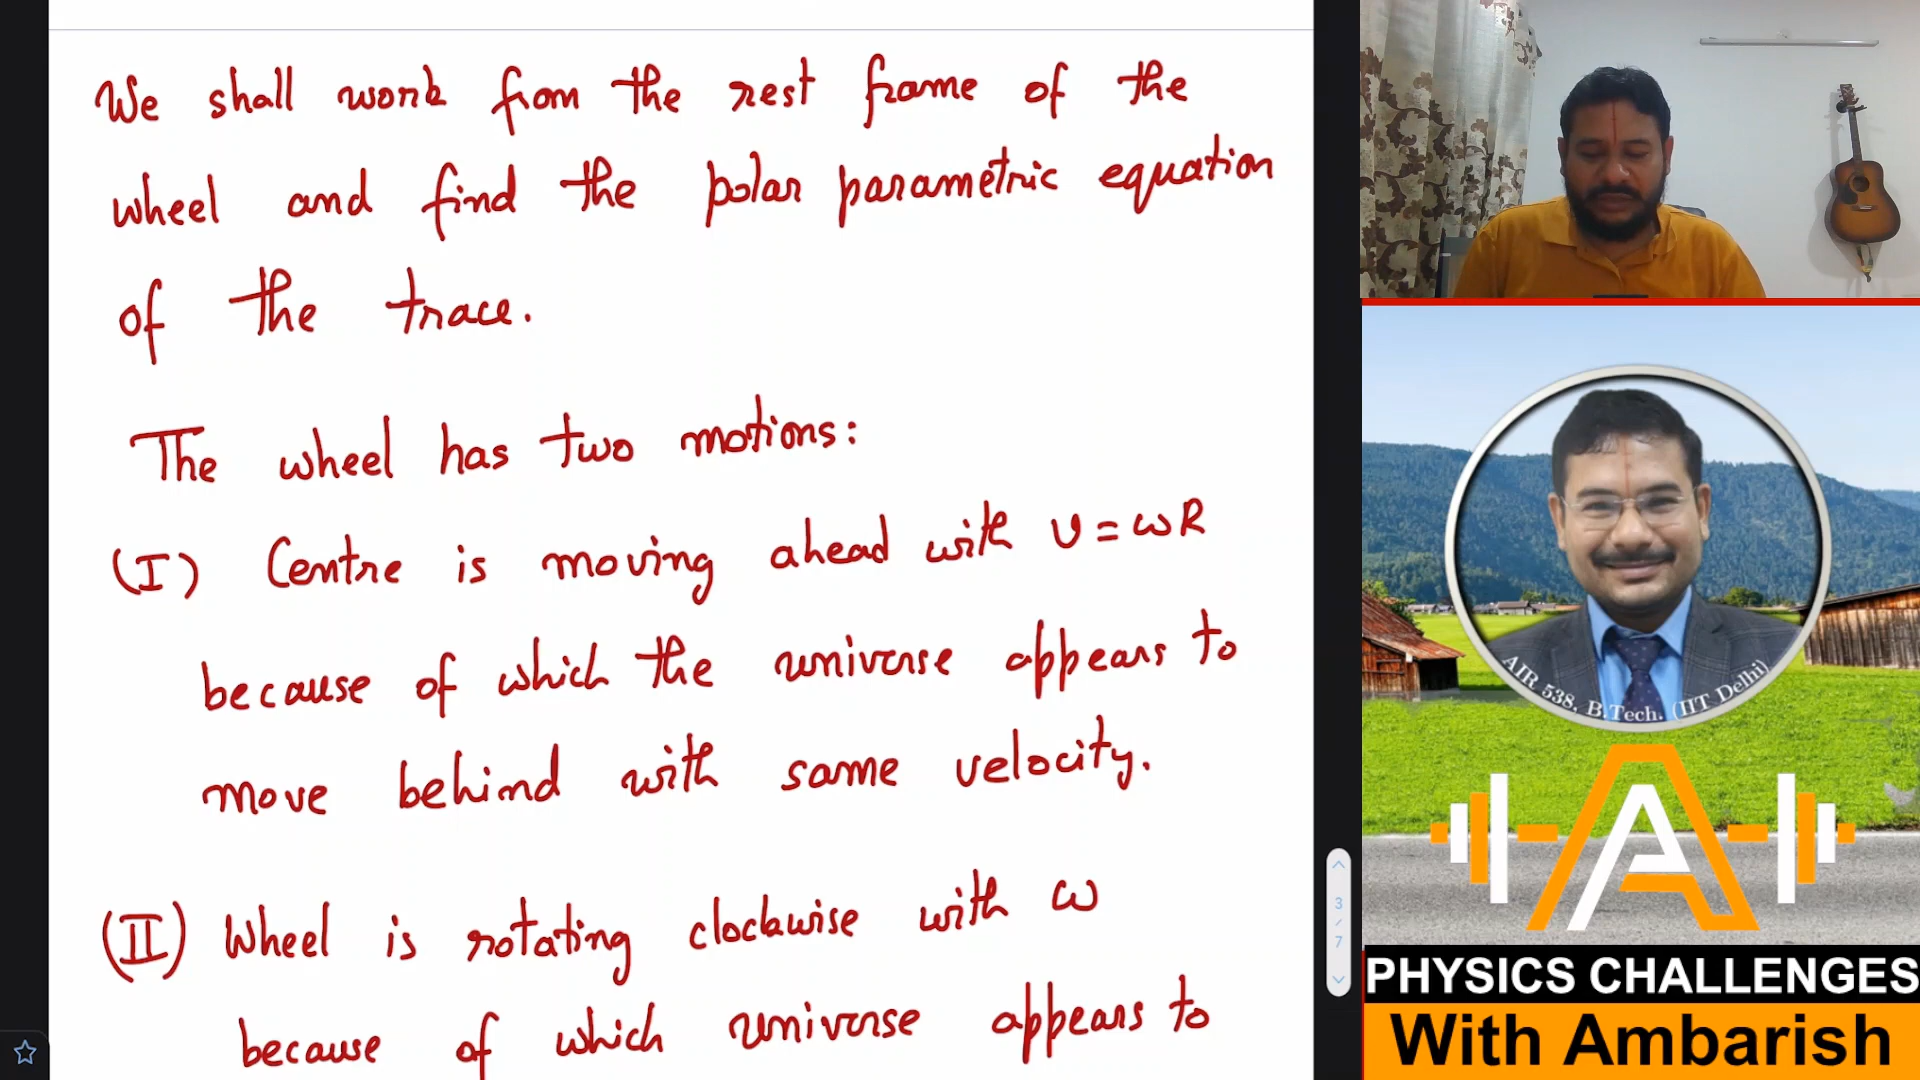 We shall work from the rest frame of the
wheel and find the polar parametric equation
of the trace.
The wheel has two motions:
(I) Centre is moving ahead with v = ωR
because of which the universe appears to
move behind with same velocity.
(II) Wheel is rotating clockwise with ω
because of which universe appears to
3
/
7
AIR 538, B.Tech. (IIT Delhi)
A
PHYSICS CHALLENGES
With Ambarish